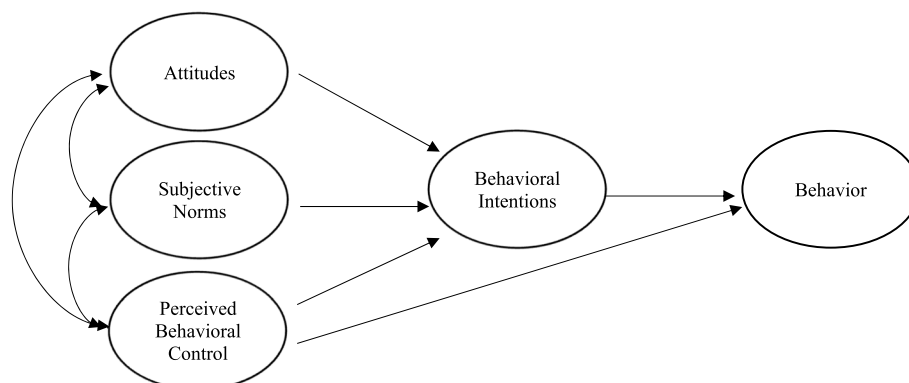 Attitudes
Subjective
Norms
Perceived
Behavioral
Control
Behavioral
Intentions
Behavior